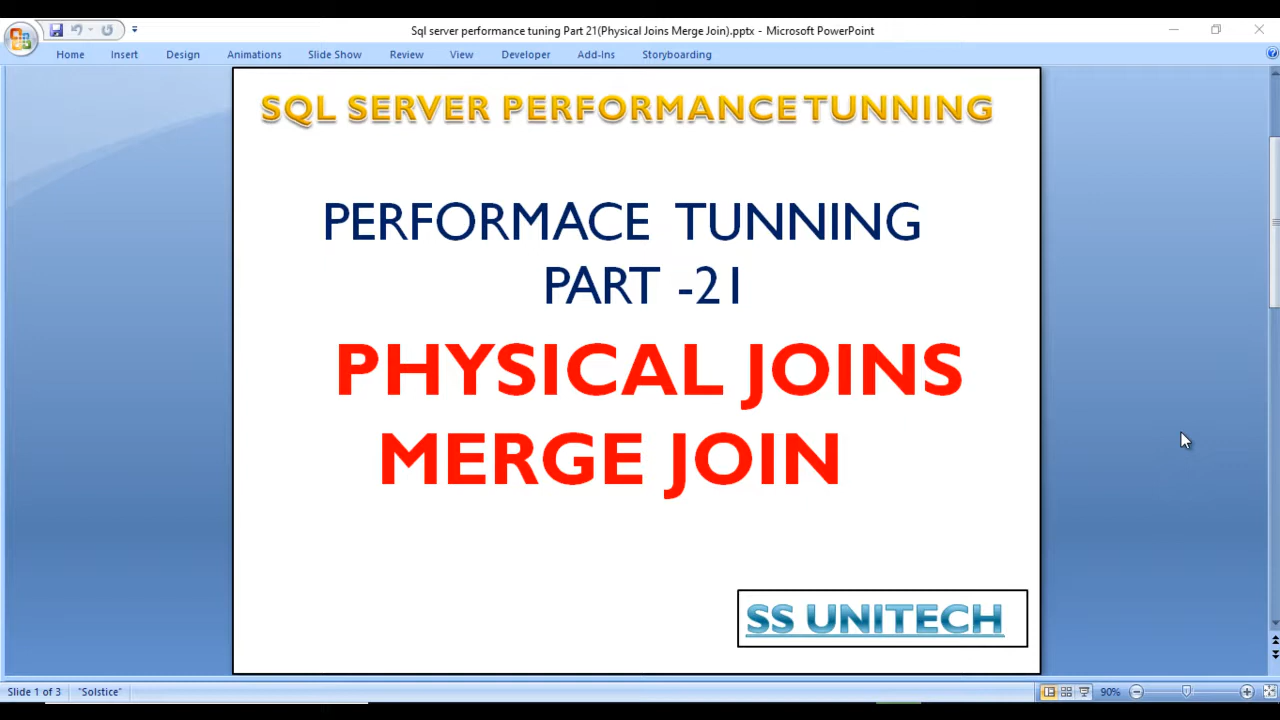 Sql server performance tuning Part 21(Physical Joins Merge Join).pptx - Microsoft PowerPoint
Home Insert Design Animations Slide Show Review View Developer Add-Ins Storyboarding
SQL SERVER PERFORMANCE TUNNING
PERFORMACE TUNNING
PART -21
PHYSICAL JOINS
MERGE JOIN
SS UNITECH
Slide 1 of 3 "Solstice" 90%